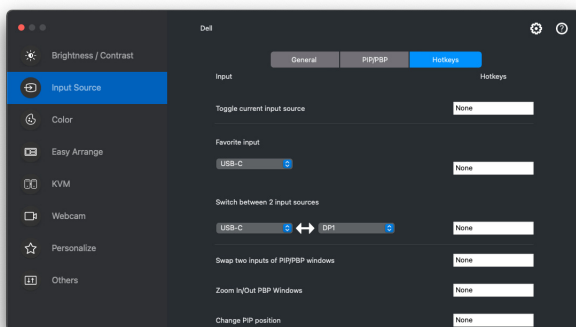 Dell
Brightness / Contrast
Input Source
Color
Easy Arrange
KVM
Webcam
Personalize
Others
General PIP/PBP Hotkeys
Input Hotkeys
Toggle current input source None
Favorite input
USB-C None
Switch between 2 input sources
USB-C DP1 None
Swap two inputs of PIP/PBP windows None
Zoom In/Out PBP Windows None
Change PIP position None